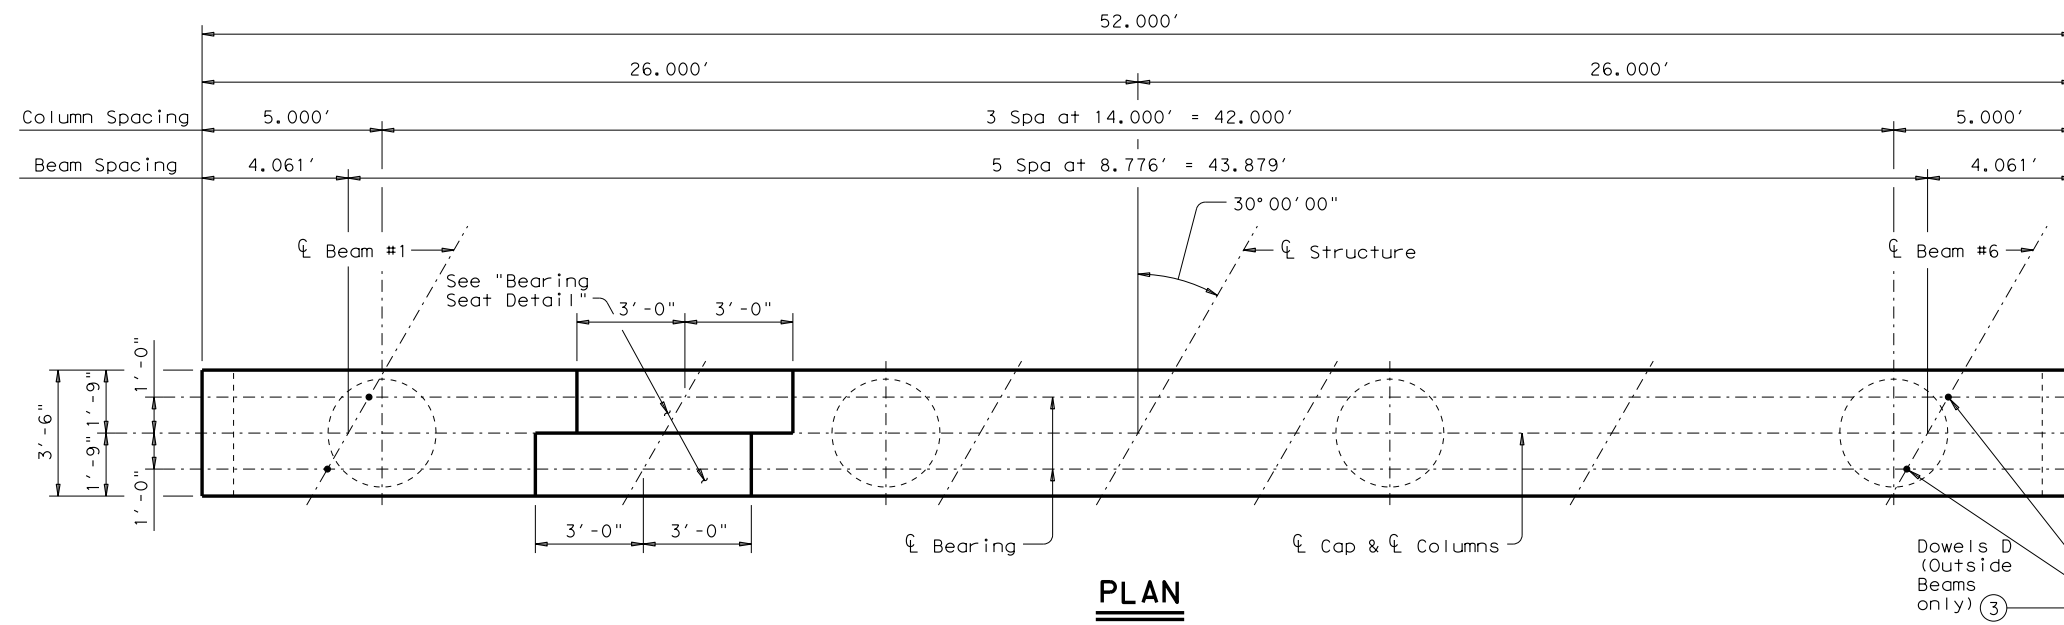 52.000'
26.000' 26.000'
Column Spacing 5.000' 3 Spa at 14.000' = 42.000' 5.000'
Beam Spacing 4.061' 5 Spa at 8.776' = 43.879' 4.061'
30°00'00"
℄ Beam #1 ℄ Structure ℄ Beam #6
See "Bearing
Seat Detail"
3'-0" 3'-0"
3'-6"
1'-9"
1'-9"
1'-0"
1'-0"
3'-0" 3'-0"
℄ Bearing
℄ Cap & ℄ Columns
Dowels D
(Outside
Beams
only) 3
PLAN